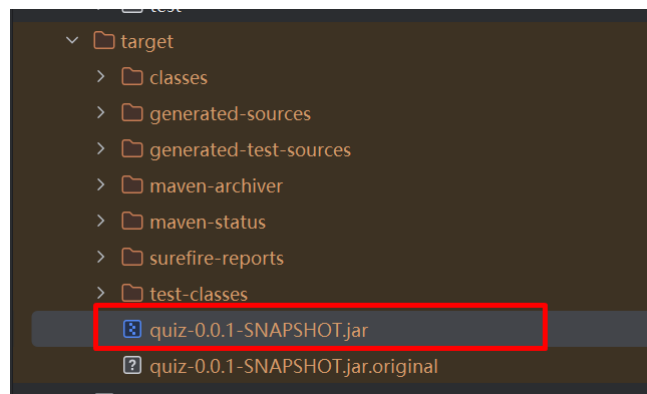 test
target
classes
generated-sources
generated-test-sources
maven-archiver
maven-status
surefire-reports
test-classes
quiz-0.0.1-SNAPSHOT.jar
quiz-0.0.1-SNAPSHOT.jar.original